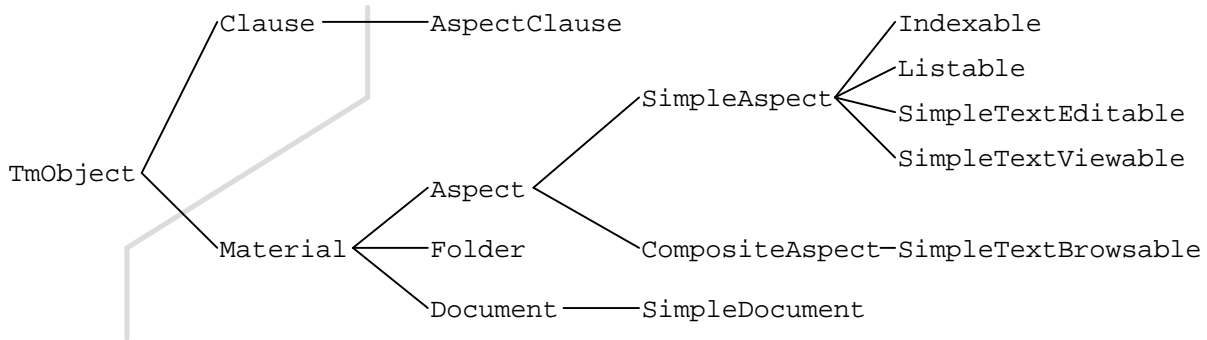 Clause AspectClause Indexable
Listable
SimpleAspect
SimpleTextEditable
SimpleTextViewable
TmObject
Aspect
Material Folder CompositeAspect SimpleTextBrowsable
Document SimpleDocument